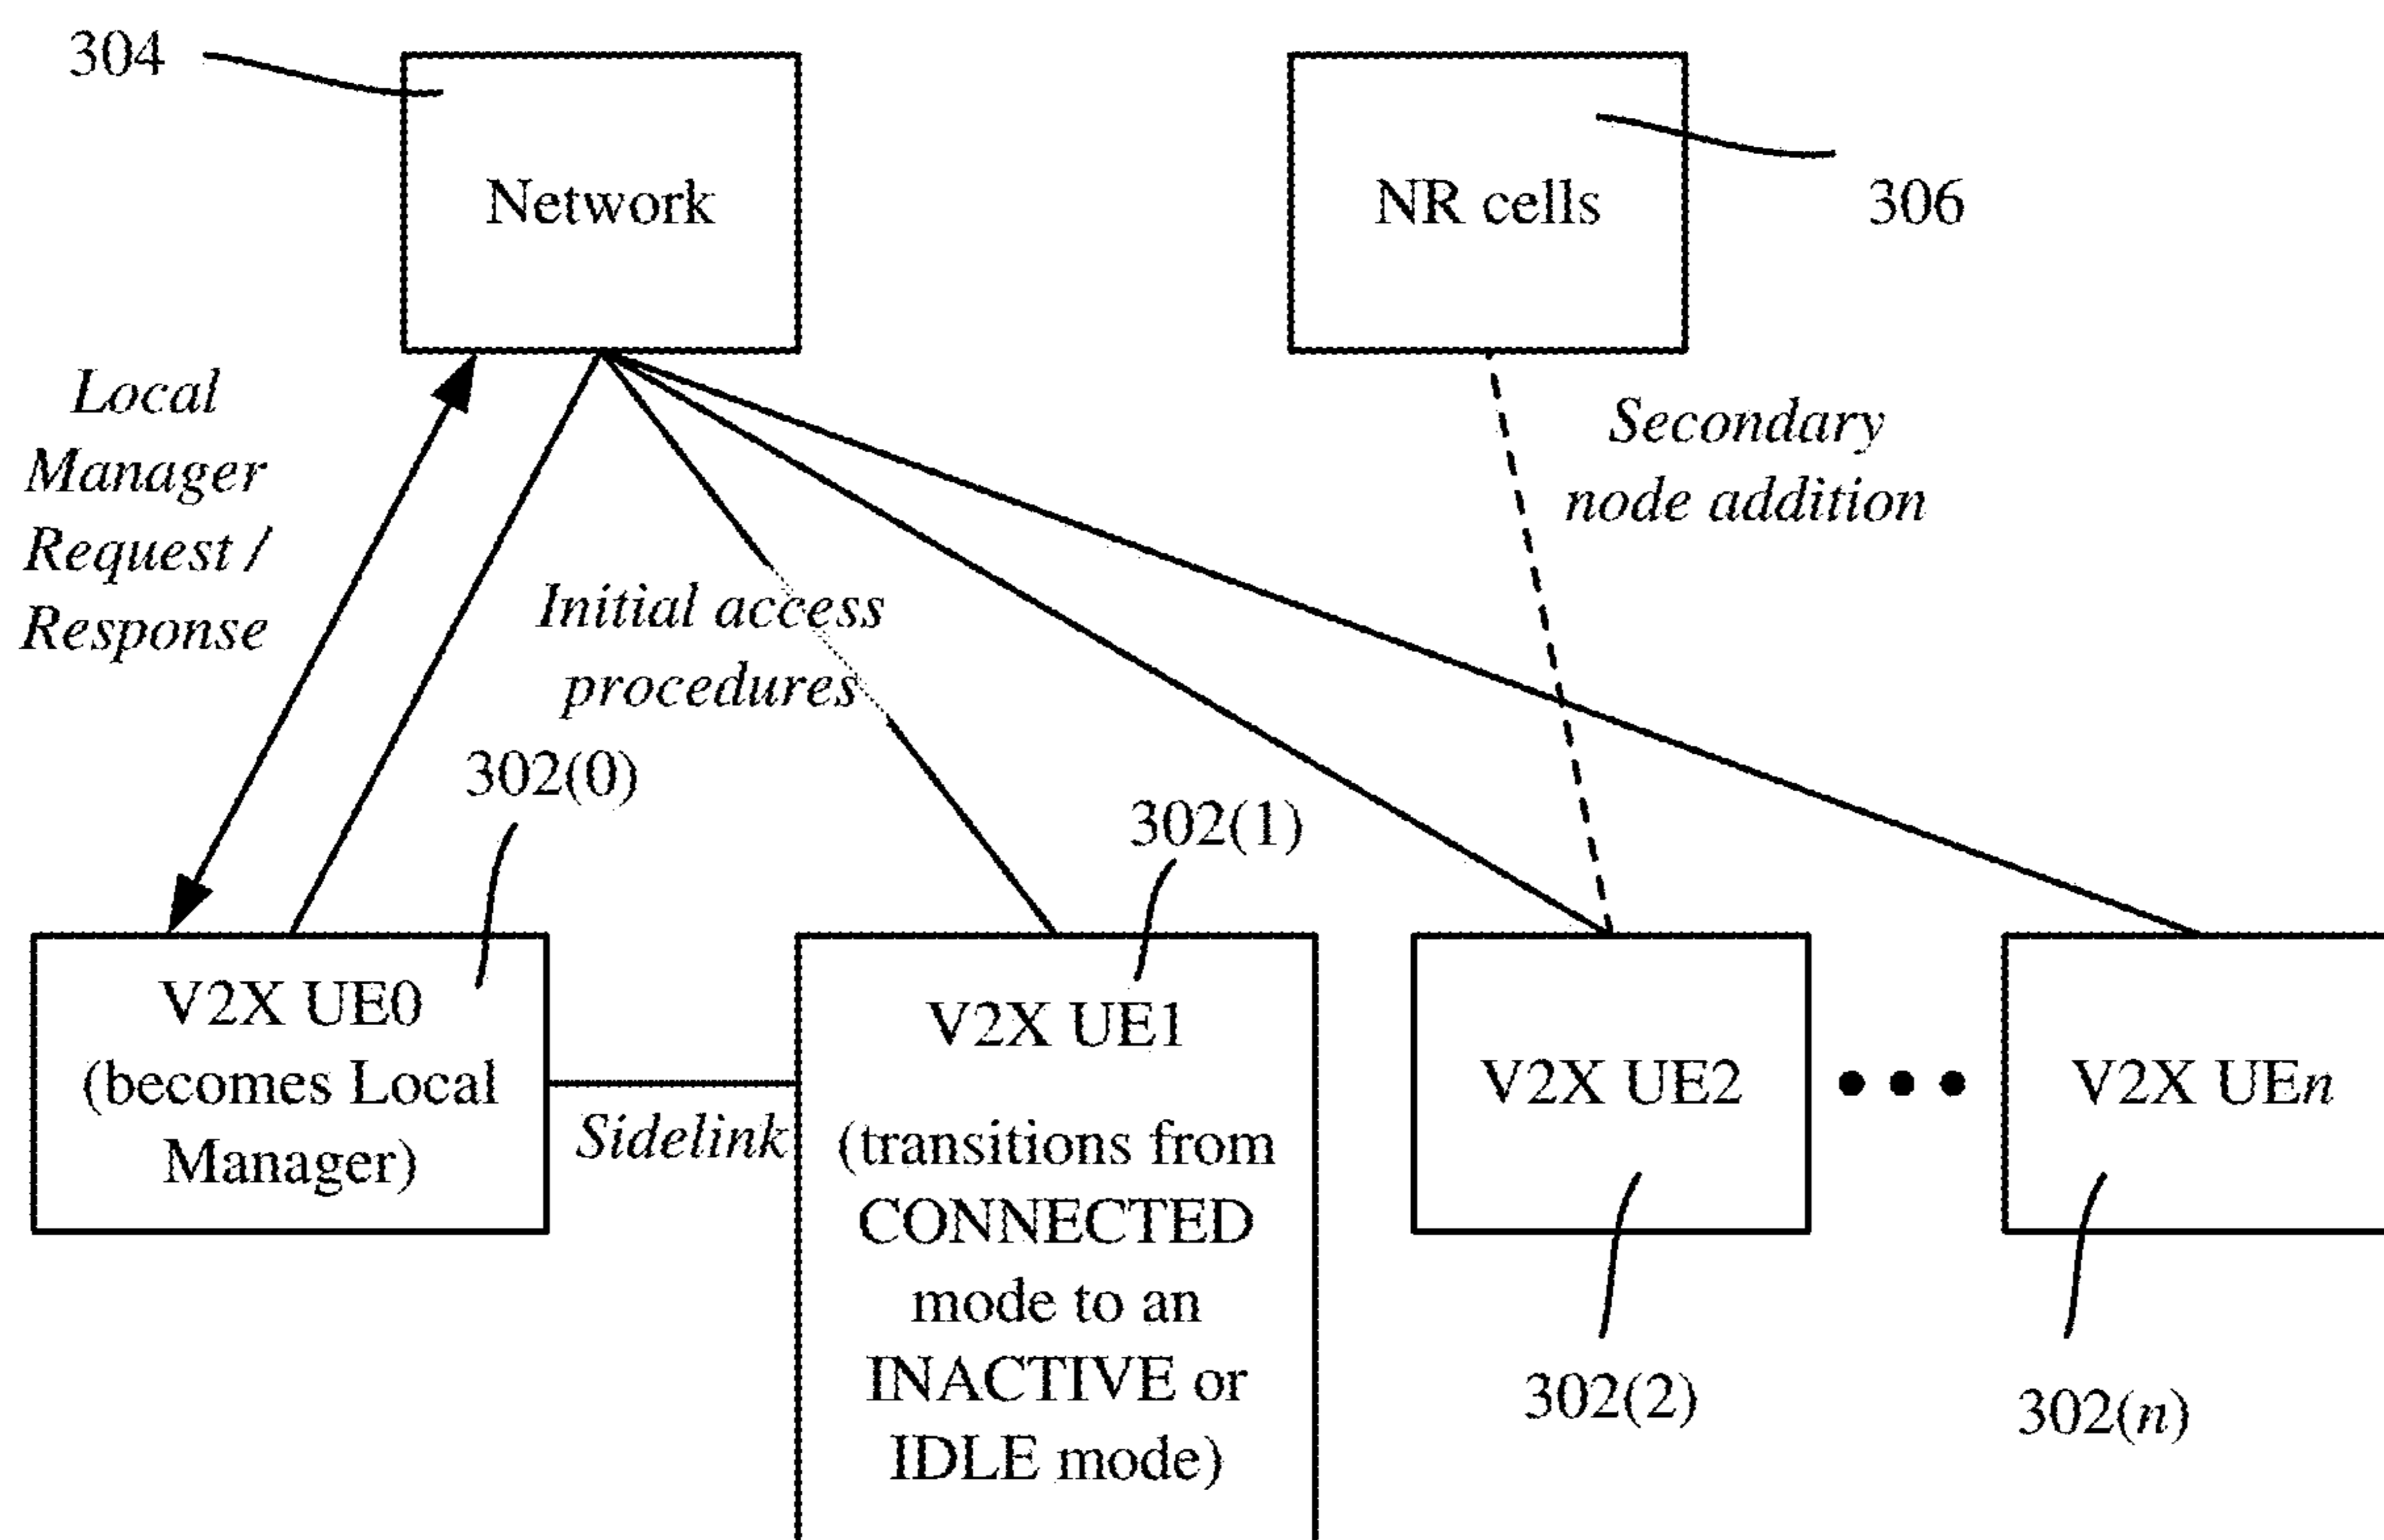 304
Network
NR cells
306
Local
Manager
Request /
Response
Secondary
node addition
Initial access
procedures
302(0)
302(1)
V2X UE0
(becomes Local
Manager)
Sidelink
V2X UE1
(transitions from
CONNECTED
mode to an
INACTIVE or
IDLE mode)
V2X UE2
V2X UEn
302(2)
302(n)